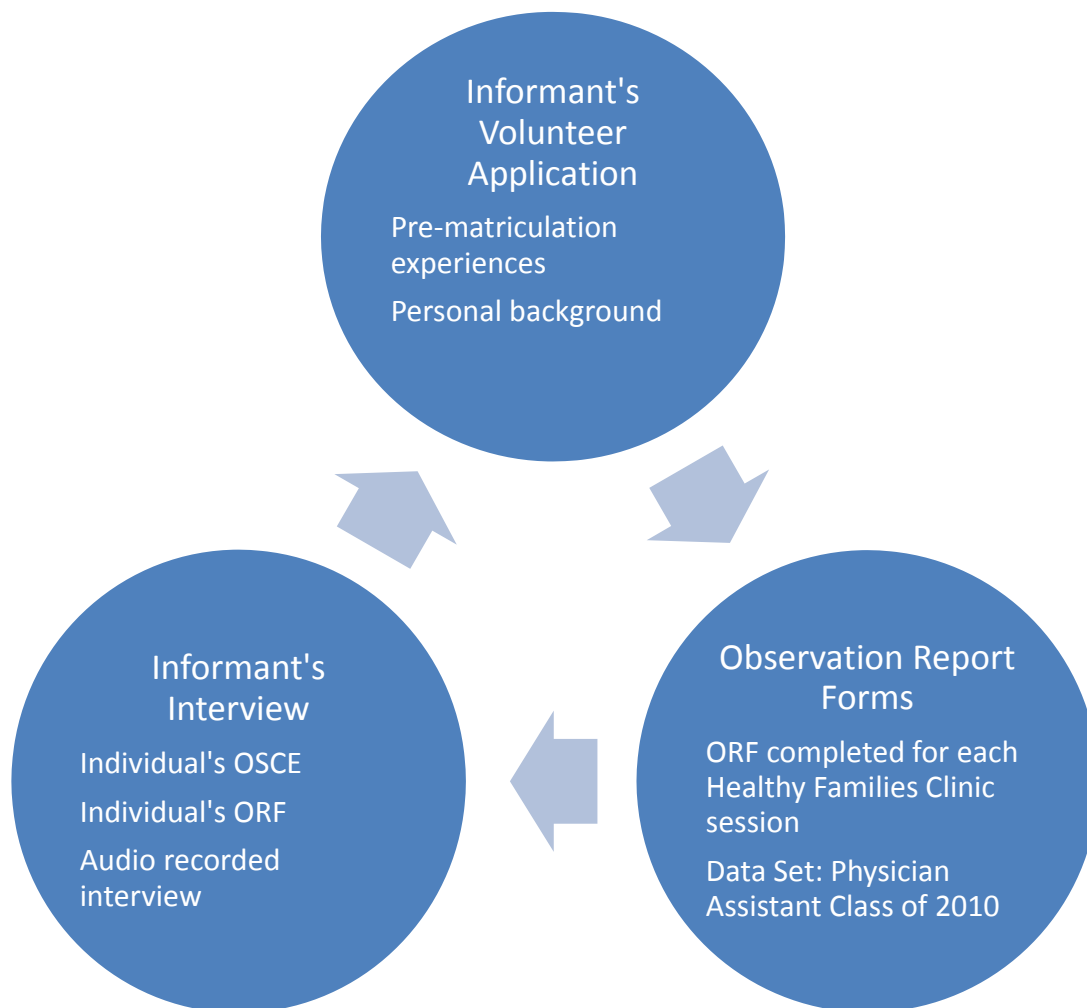 Informant's
Volunteer
Application
Pre-matriculation
experiences
Personal background
Informant's
Interview
Individual's OSCE
Individual's ORF
Audio recorded
interview
Observation Report
Forms
ORF completed for each
Healthy Families Clinic
session
Data Set: Physician
Assistant Class of 2010